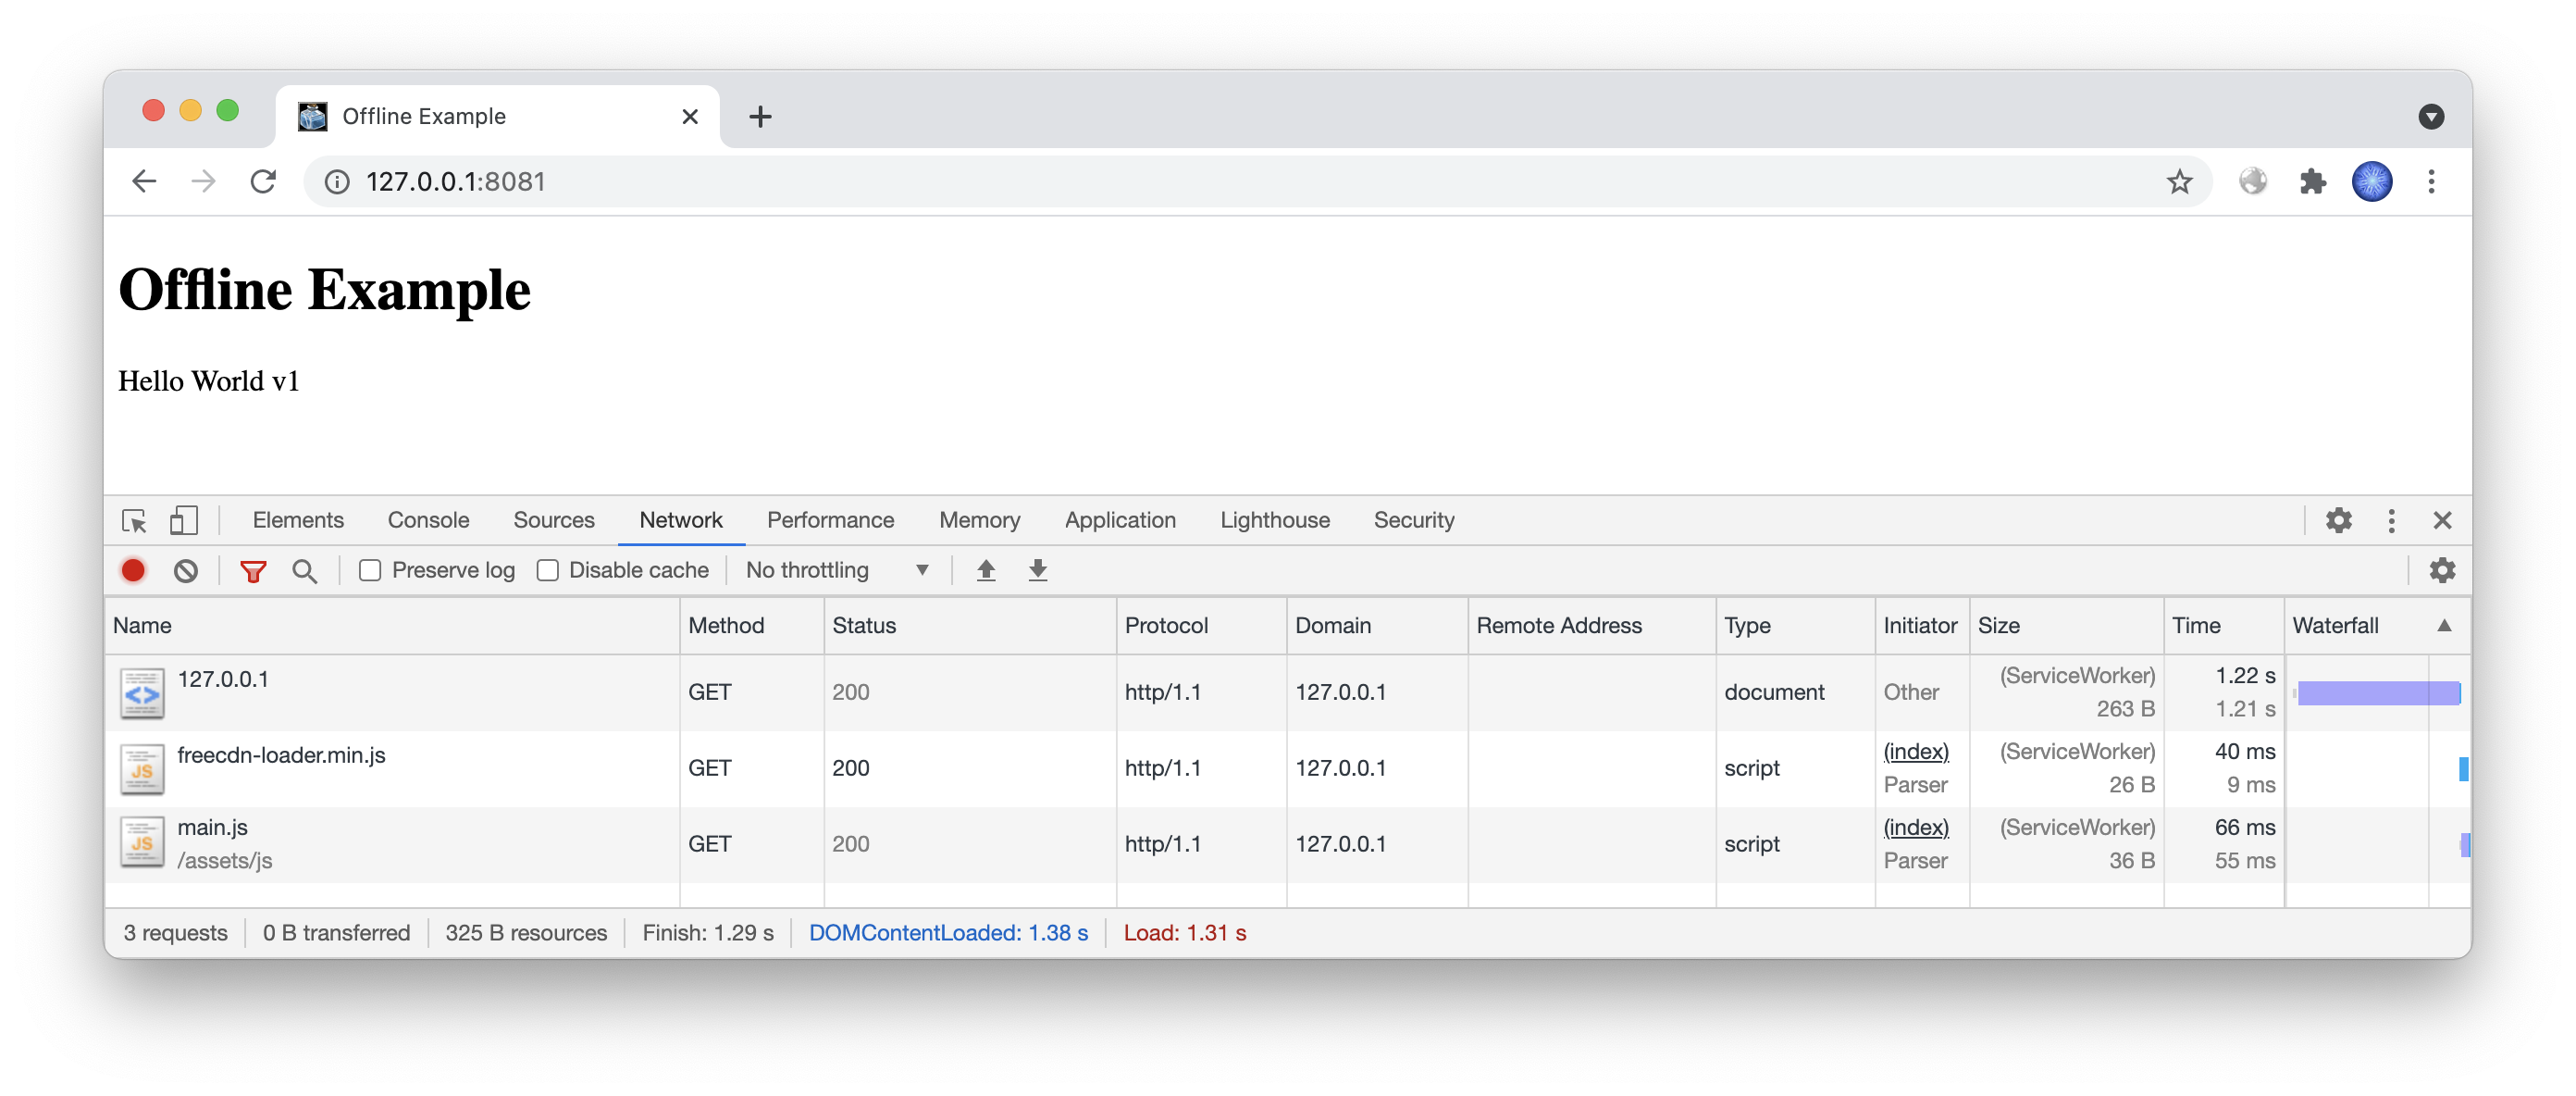 Offline Example
127.0.0.1:8081
Offline Example
Hello World v1
Elements Console Sources Network Performance Memory Application Lighthouse Security
Preserve log Disable cache No throttling
Name Method Status Protocol Domain Remote Address Type Initiator Size Time Waterfall
127.0.0.1 GET 200 http/1.1 127.0.0.1 document Other (ServiceWorker) 1.22 s
263 B 1.21 s
freecdn-loader.min.js GET 200 http/1.1 127.0.0.1 script (index) (ServiceWorker) 40 ms
Parser 26 B 9 ms
main.js GET 200 http/1.1 127.0.0.1 script (index) (ServiceWorker) 66 ms
/assets/js Parser 36 B 55 ms
3 requests 0 B transferred 325 B resources Finish: 1.29 s DOMContentLoaded: 1.38 s Load: 1.31 s